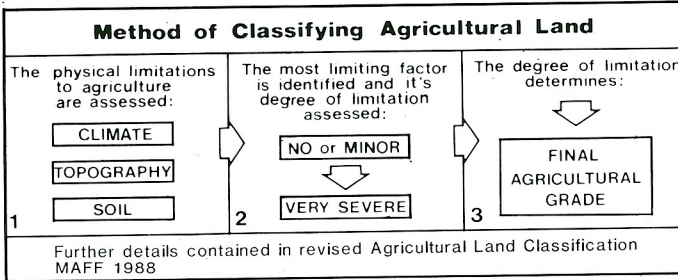 Method of Classifying Agricultural Land
The physical limitations
to agriculture
are assessed:
CLIMATE
TOPOGRAPHY
SOIL
1
The most limiting factor
is identified and it's
degree of limitation
assessed:
NO or MINOR
VERY SEVERE
2
The degree of limitation
determines:
FINAL
AGRICULTURAL
GRADE
3
Further details contained in revised Agricultural Land Classification
MAFF 1988